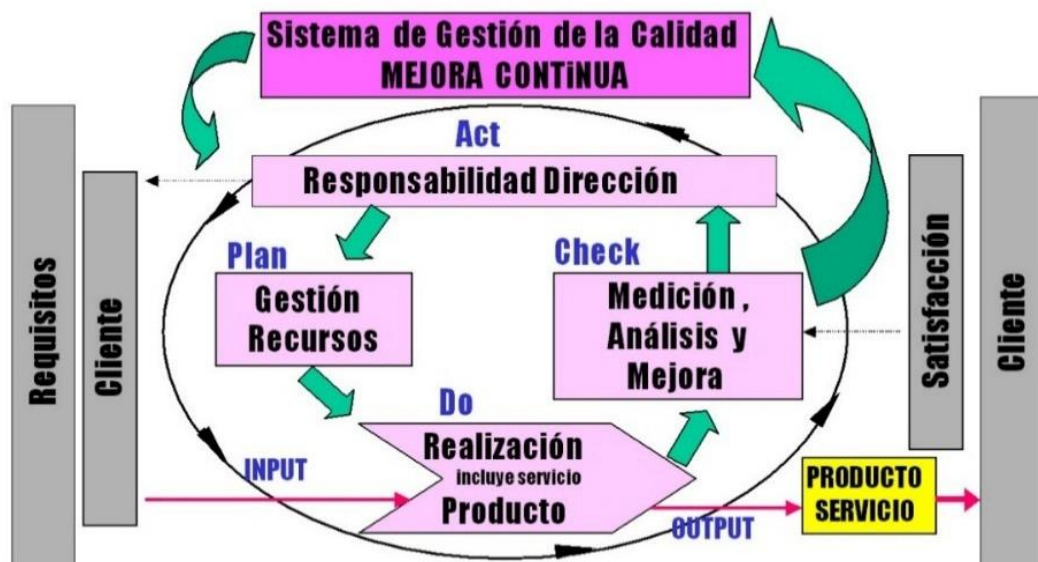 Sistema de Gestión de la Calidad
MEJORA CONTiNUA
Act
Responsabilidad Dirección
Requisitos
Cliente
Plan
Gestión
Recursos
Check
Medición ,
Análisis y
Mejora
Satisfacción
Cliente
Do
Realización
incluye servicio
Producto
INPUT
OUTPUT
PRODUCTO
SERVICIO